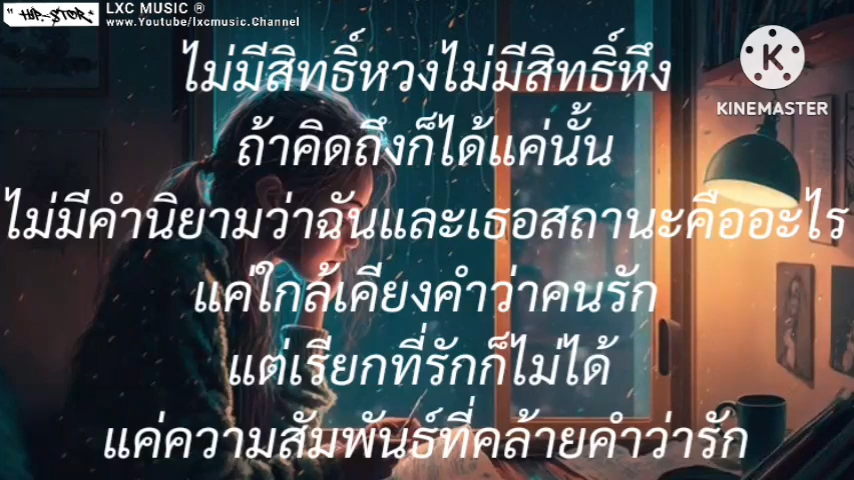 "HIP-STER"
LXC MUSIC ®
www.Youtube/lxcmusic.Channel
KINEMASTER
ไม่มีสิทธิ์หวงไม่มีสิทธิ์หึง
ถ้าคิดถึงก็ได้แค่นั้น
ไม่มีคำนิยามว่าฉันและเธอสถานะคืออะไร
แค่ใกล้เคียงคำว่าคนรัก
แต่เรียกที่รักก็ไม่ได้
แค่ความสัมพันธ์ที่คล้ายคำว่ารัก